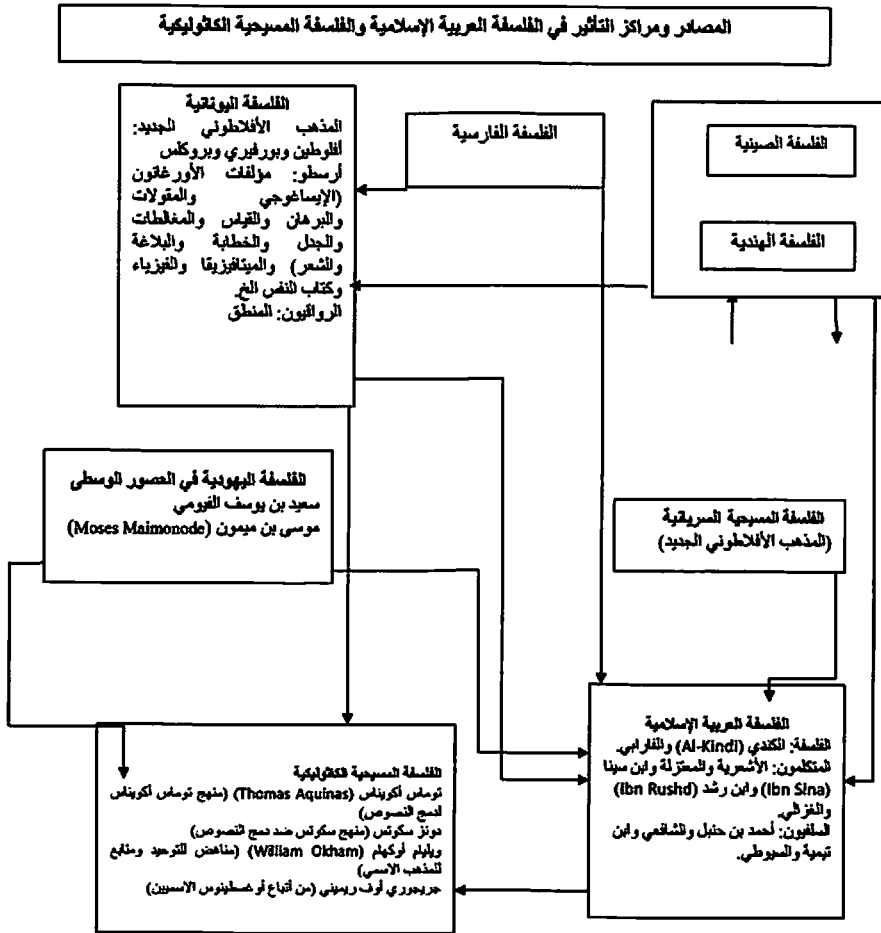 المصادر ومراكز التأثير في الفلسفة العربية الإسلامية والفلسفة المسيحية الكاثوليكية
الفلسفة اليونانية
المذهب الأفلاطوني الجديد:
أفلوطين وبورفيري وبروكلس
أرسطو: مؤلفات الأورغانون
(الإيساغوجي والمقولات
والبرهان والقياس والمغالطات
والجدل والخطابة والبلاغة
والشعر) والميتافيزيقا والفيزياء
وكتاب النفس الخ.
الرواقيون: المنطق
الفلسفة الفارسية
الفلسفة الصينية
الفلسفة الهندية
الفلسفة اليهودية في العصور الوسطى
سعيد بن يوسف الفيومي
موسى بن ميمون (Moses Maimonode)
الفلسفة المسيحية السريانية
(المذهب الأفلاطوني الجديد)
الفلسفة العربية الإسلامية
الفلسفة: الكندي (Al-Kindi) والفارابي.
المتكلمون: الأشعرية والمعتزلة وابن سينا
(Ibn Sina) وابن رشد (Ibn Rushd)
والغزالي.
السلفيون: أحمد بن حنبل والشافعي وابن
تيمية والسيوطي.
الفلسفة المسيحية الكاثوليكية
توماس أكويناس (Thomas Aquinas) (منهج توماس أكويناس
لدمج النصوص)
دونز سكوتس (منهج سكوتس ضد دمج النصوص)
ويليام أوكهام (William Okham) (مناهض للتوحيد ومتابع
للمذهب الاسمي)
جريجوري أوف ريميني (من أتباع أوغسطينوس الاسميين)